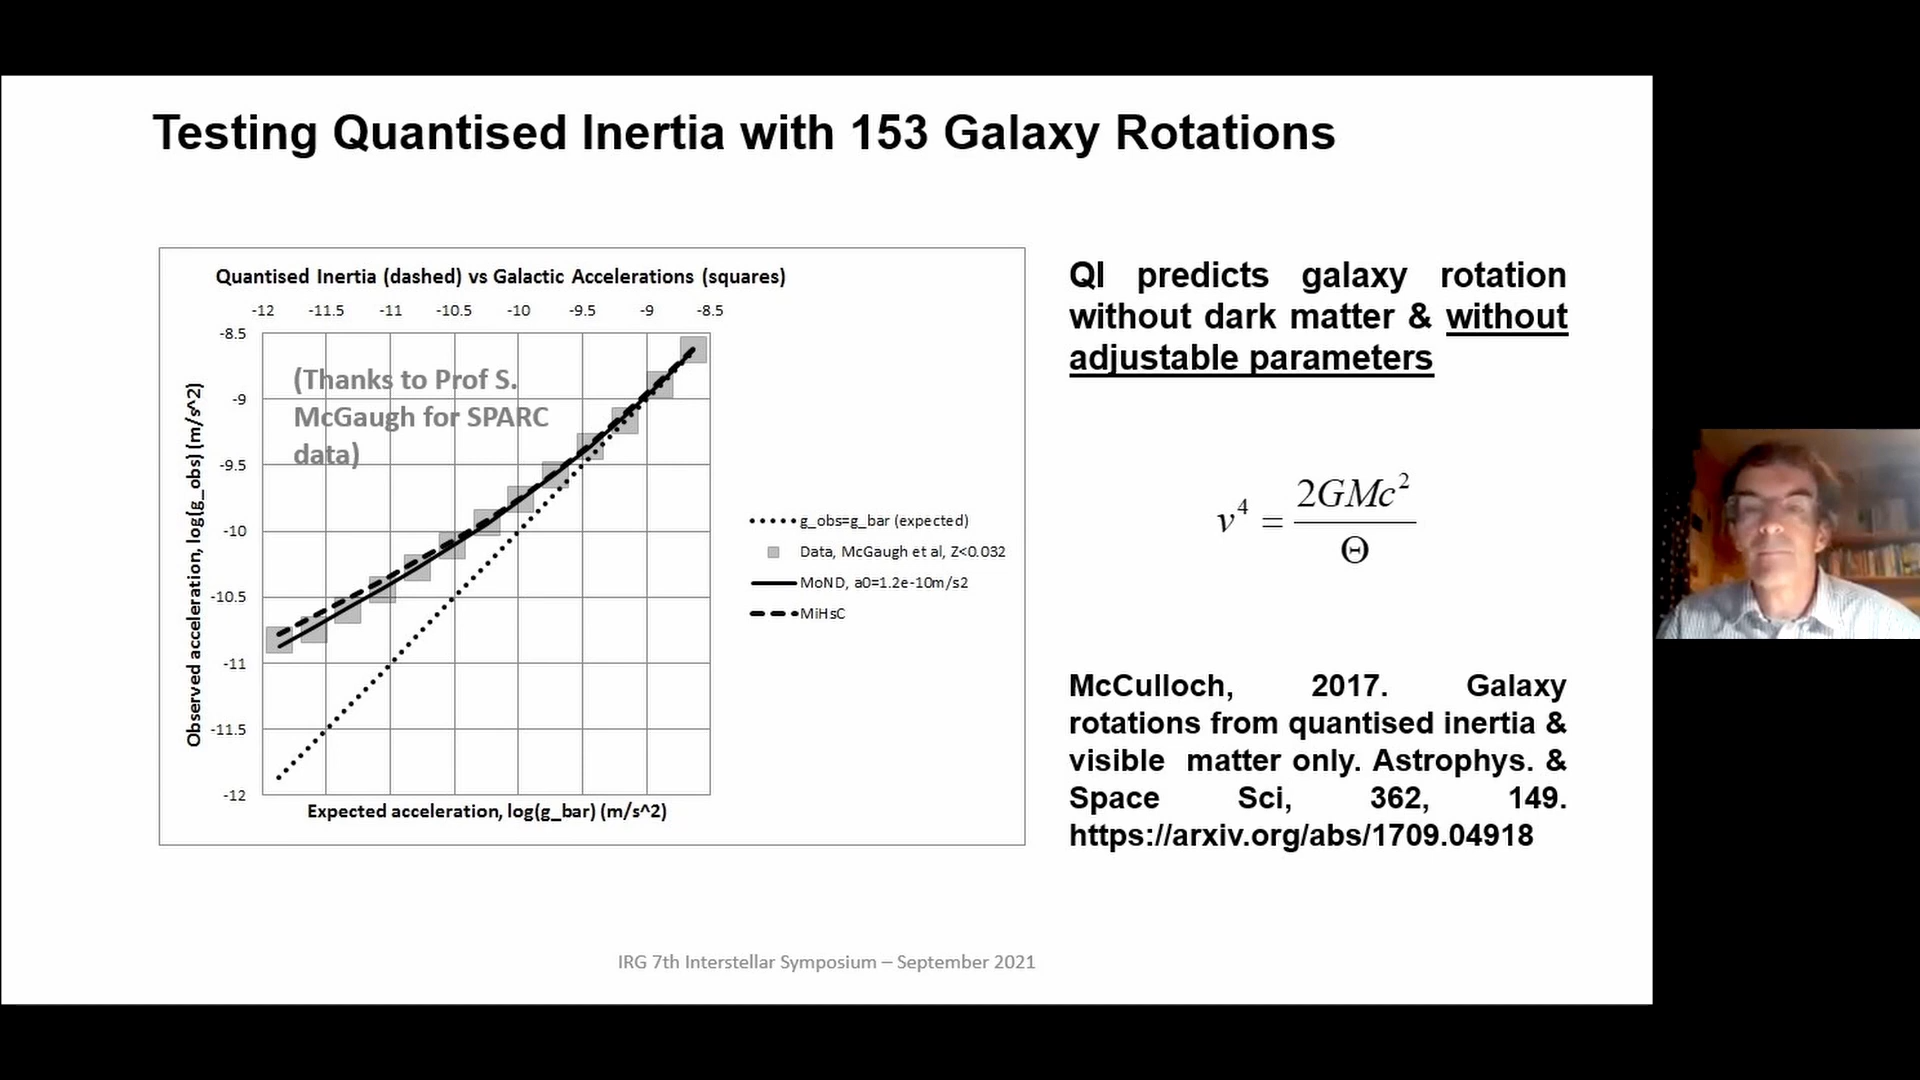 Testing Quantised Inertia with 153 Galaxy Rotations
Quantised Inertia (dashed) vs Galactic Accelerations (squares)
-12 -11.5 -11 -10.5 -10 -9.5 -9 -8.5
-8.5
-9
-9.5
-10
-10.5
-11
-11.5
-12
Observed acceleration, log(g_obs) (m/s^2)
(Thanks to Prof S.
McGaugh for SPARC
data)
Expected acceleration, log(g_bar) (m/s^2)
g_obs=g_bar (expected)
Data, McGaugh et al, Z<0.032
MoND, a0=1.2e-10m/s2
MiHsC
QI predicts galaxy rotation
without dark matter & without
adjustable parameters
v⁴ = 2GMc² / Θ
McCulloch, 2017. Galaxy
rotations from quantised inertia &
visible matter only. Astrophys. &
Space Sci, 362, 149.
https://arxiv.org/abs/1709.04918
IRG 7th Interstellar Symposium – September 2021